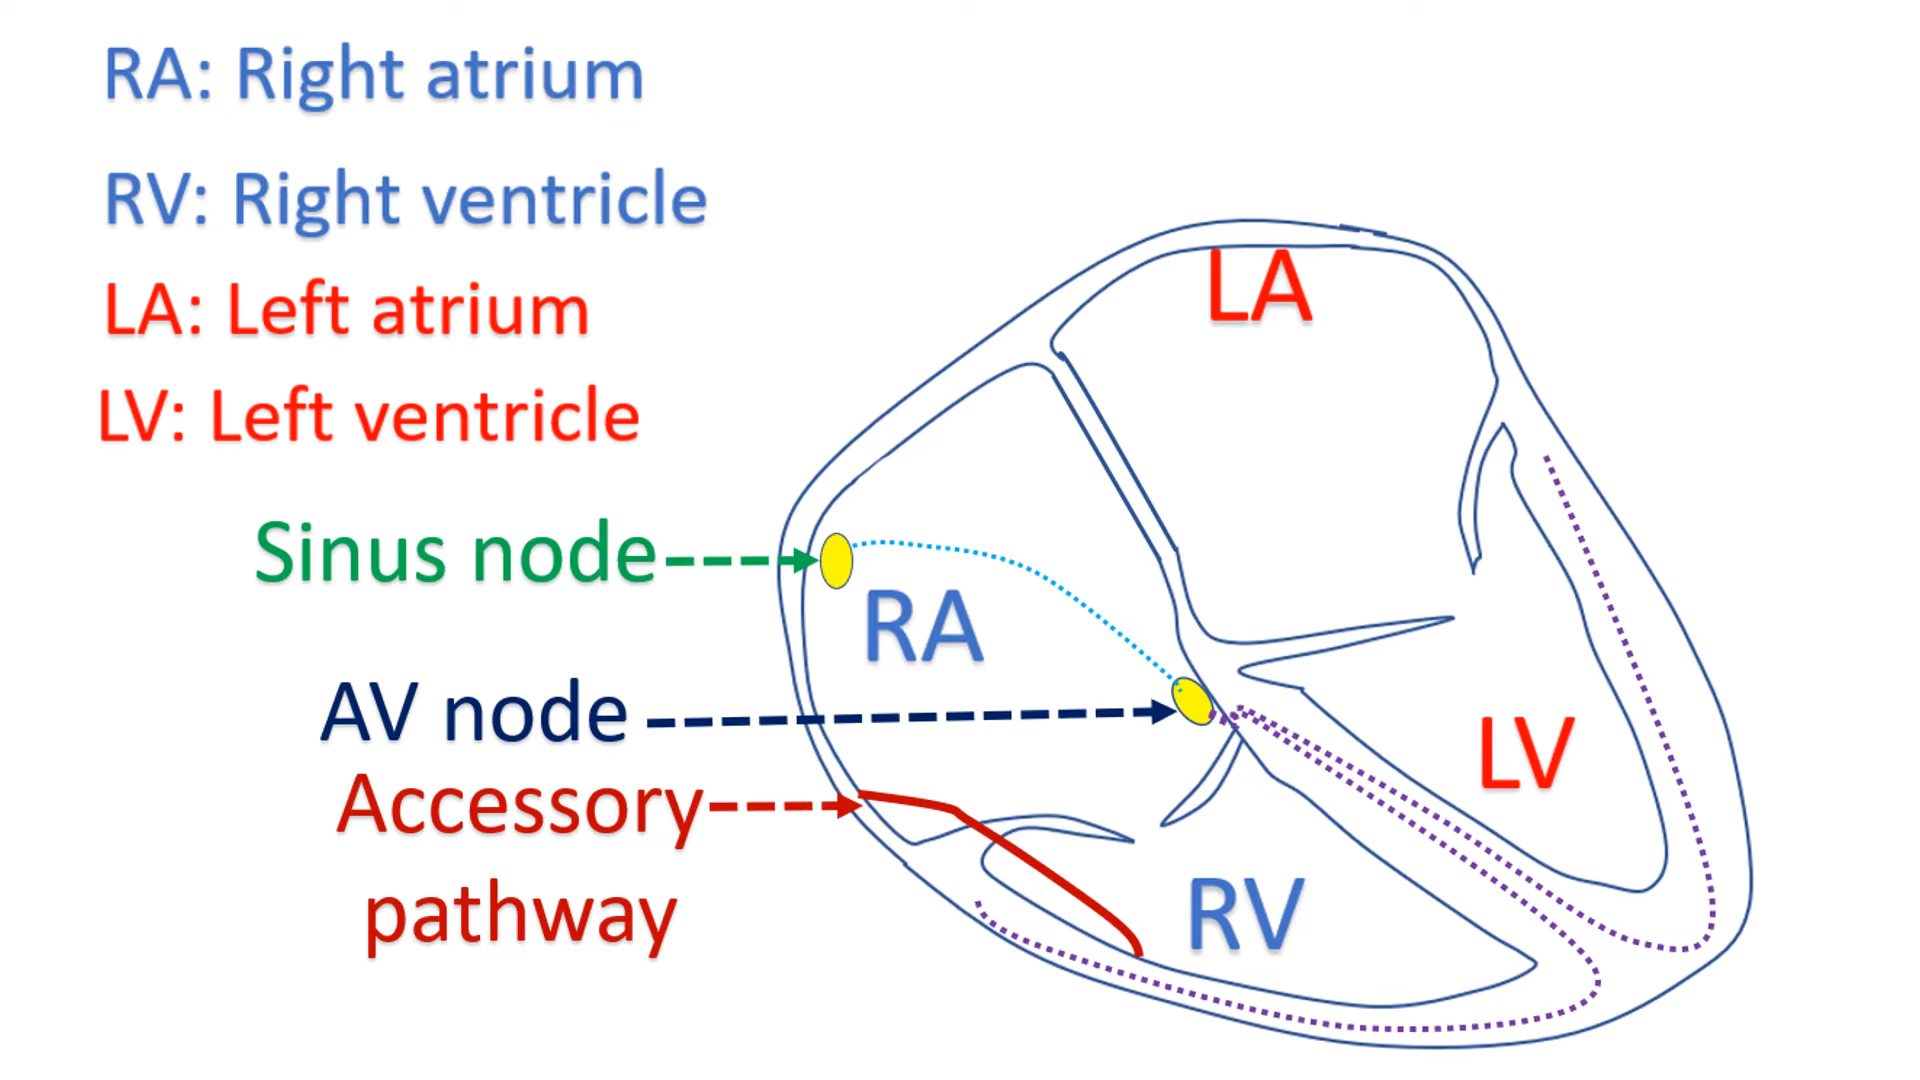 RA: Right atrium
RV: Right ventricle
LA: Left atrium
LV: Left ventricle
LA
Sinus node
RA
AV node
LV
Accessory
pathway
RV